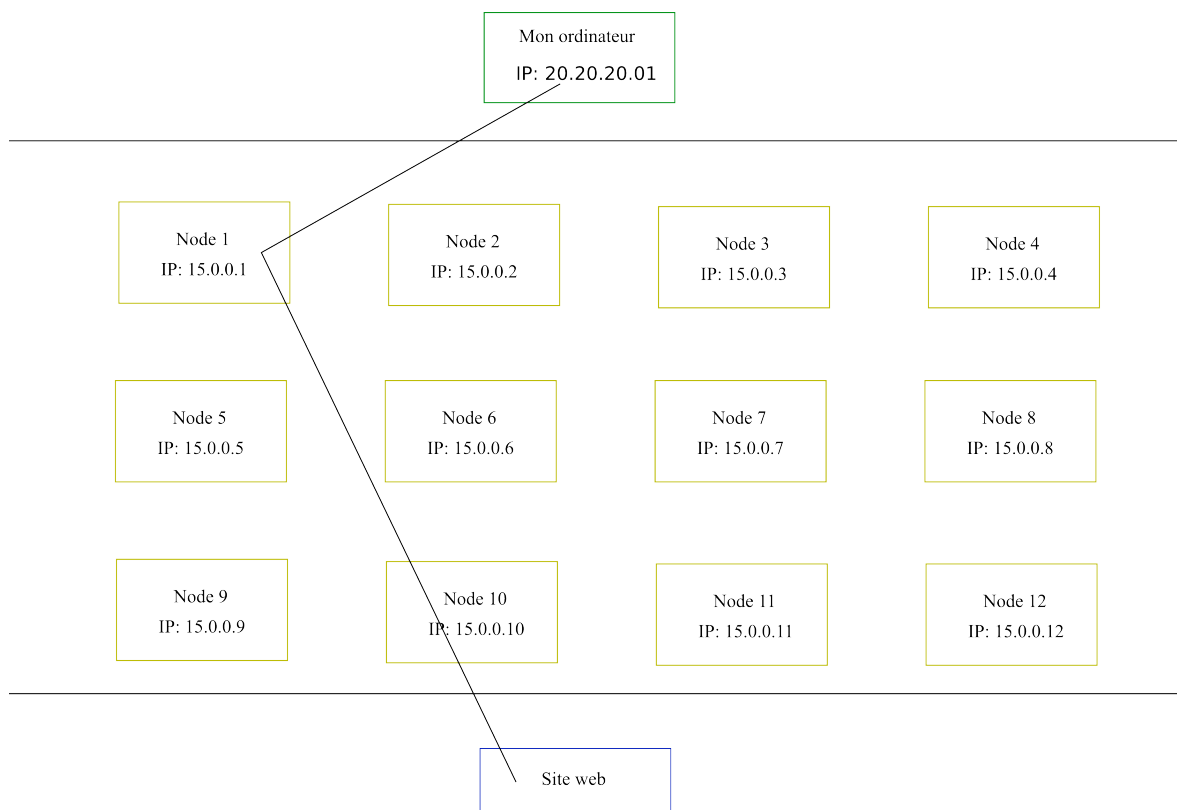 Mon ordinateur
IP: 20.20.20.01
Node 1
IP: 15.0.0.1
Node 2
IP: 15.0.0.2
Node 3
IP: 15.0.0.3
Node 4
IP: 15.0.0.4
Node 5
IP: 15.0.0.5
Node 6
IP: 15.0.0.6
Node 7
IP: 15.0.0.7
Node 8
IP: 15.0.0.8
Node 9
IP: 15.0.0.9
Node 10
IP: 15.0.0.10
Node 11
IP: 15.0.0.11
Node 12
IP: 15.0.0.12
Site web